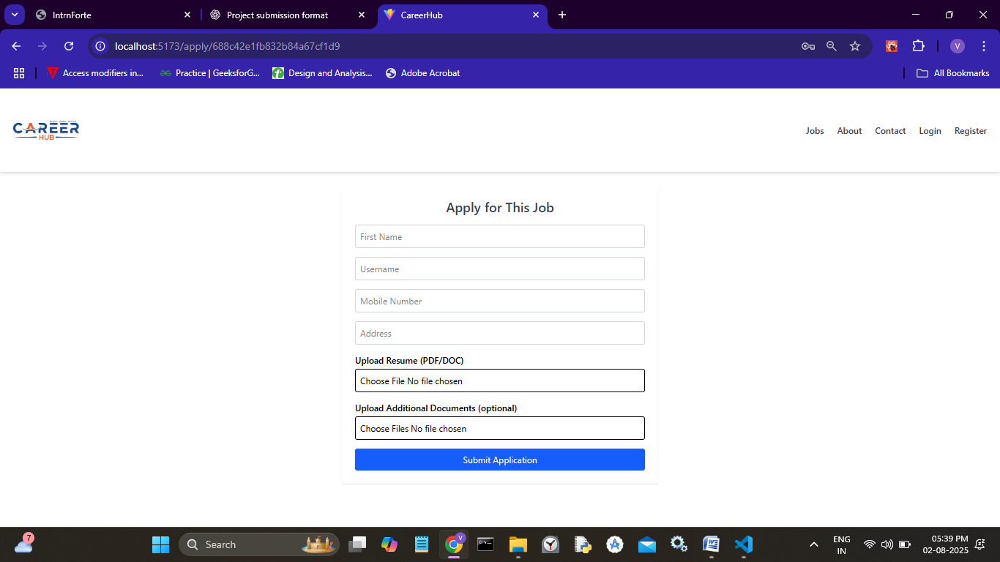 IntrnForte
Project submission format
CareerHub
localhost:5173/apply/688c42e1fb832b84a67cf1d9
V
Access modifiers in...
Practice | GeeksforG...
Design and Analysis...
Adobe Acrobat
All Bookmarks
CAREER
HUB
Jobs
About
Contact
Login
Register
Apply for This Job
First Name
Username
Mobile Number
Address
Upload Resume (PDF/DOC)
Choose File No file chosen
Upload Additional Documents (optional)
Choose Files No file chosen
Submit Application
7
Search
V
ENG
IN
05:39 PM
02-08-2025